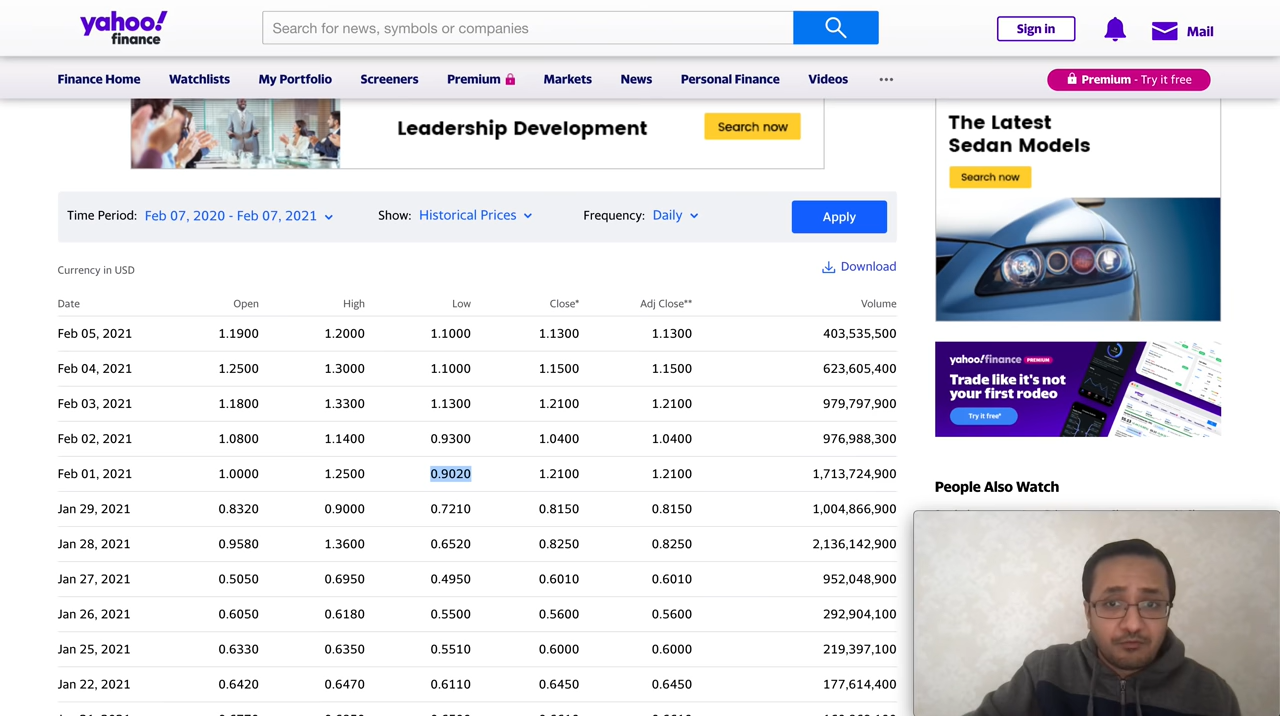 yahoo!
finance
Search for news, symbols or companies
Sign in
Mail
Finance Home Watchlists My Portfolio Screeners Premium Markets News Personal Finance Videos
Premium - Try it free
Leadership Development
Search now
The Latest
Sedan Models
Search now
Time Period: Feb 07, 2020 - Feb 07, 2021 Show: Historical Prices Frequency: Daily Apply
Currency in USD
Download
Date Open High Low Close* Adj Close** Volume
Feb 05, 2021 1.1900 1.2000 1.1000 1.1300 1.1300 403,535,500
Feb 04, 2021 1.2500 1.3000 1.1000 1.1500 1.1500 623,605,400
Feb 03, 2021 1.1800 1.3300 1.1300 1.2100 1.2100 979,797,900
Feb 02, 2021 1.0800 1.1400 0.9300 1.0400 1.0400 976,988,300
Feb 01, 2021 1.0000 1.2500 0.9020 1.2100 1.2100 1,713,724,900
Jan 29, 2021 0.8320 0.9000 0.7210 0.8150 0.8150 1,004,866,900
Jan 28, 2021 0.9580 1.3600 0.6520 0.8250 0.8250 2,136,142,900
Jan 27, 2021 0.5050 0.6950 0.4950 0.6010 0.6010 952,048,900
Jan 26, 2021 0.6050 0.6180 0.5500 0.5600 0.5600 292,904,100
Jan 25, 2021 0.6330 0.6350 0.5510 0.6000 0.6000 219,397,100
Jan 22, 2021 0.6420 0.6470 0.6110 0.6450 0.6450 177,614,400
yahoo!finance PREMIUM
Trade like it's not
your first rodeo
Try it free*
People Also Watch